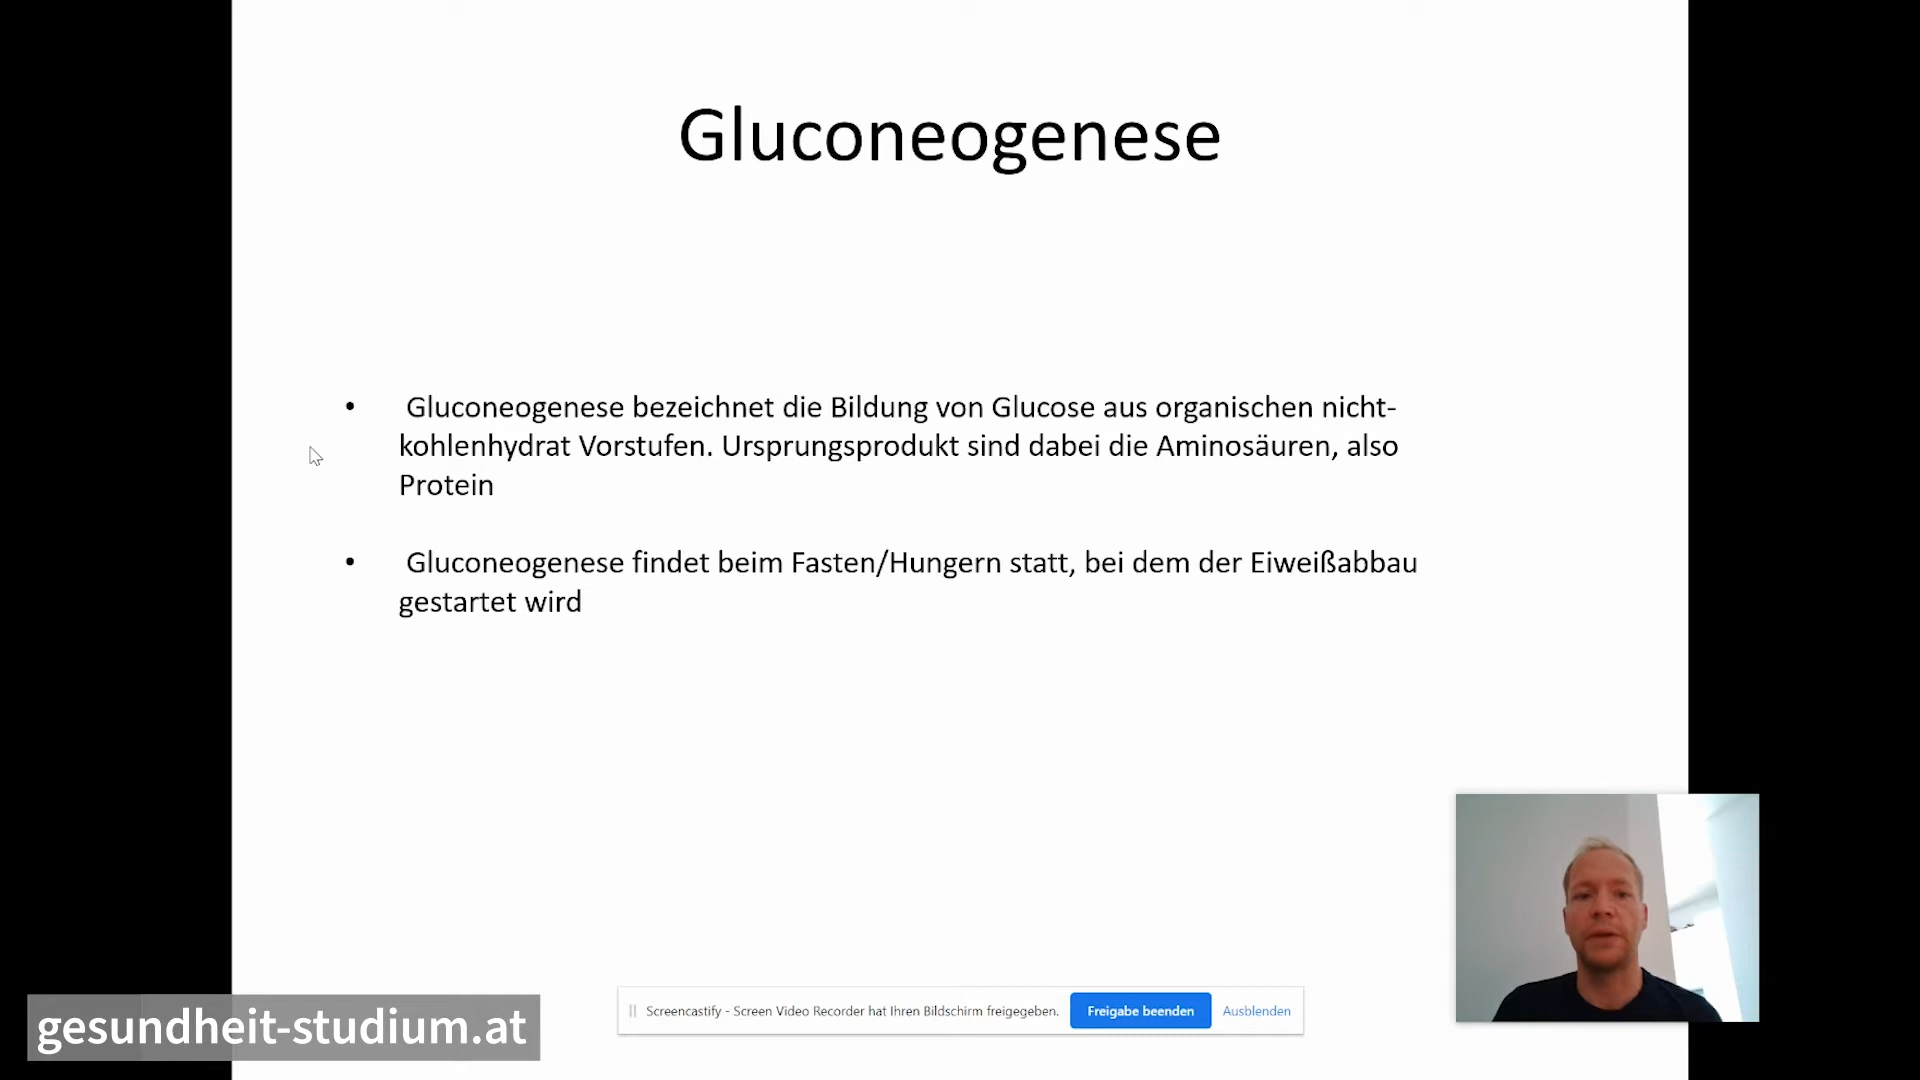 Gluconeogenese
• Gluconeogenese bezeichnet die Bildung von Glucose aus organischen nicht-
kohlenhydrat Vorstufen. Ursprungsprodukt sind dabei die Aminosäuren, also
Protein
• Gluconeogenese findet beim Fasten/Hungern statt, bei dem der Eiweißabbau
gestartet wird
Screencastify - Screen Video Recorder hat Ihren Bildschirm freigegeben. Freigabe beenden Ausblenden
gesundheit-studium.at